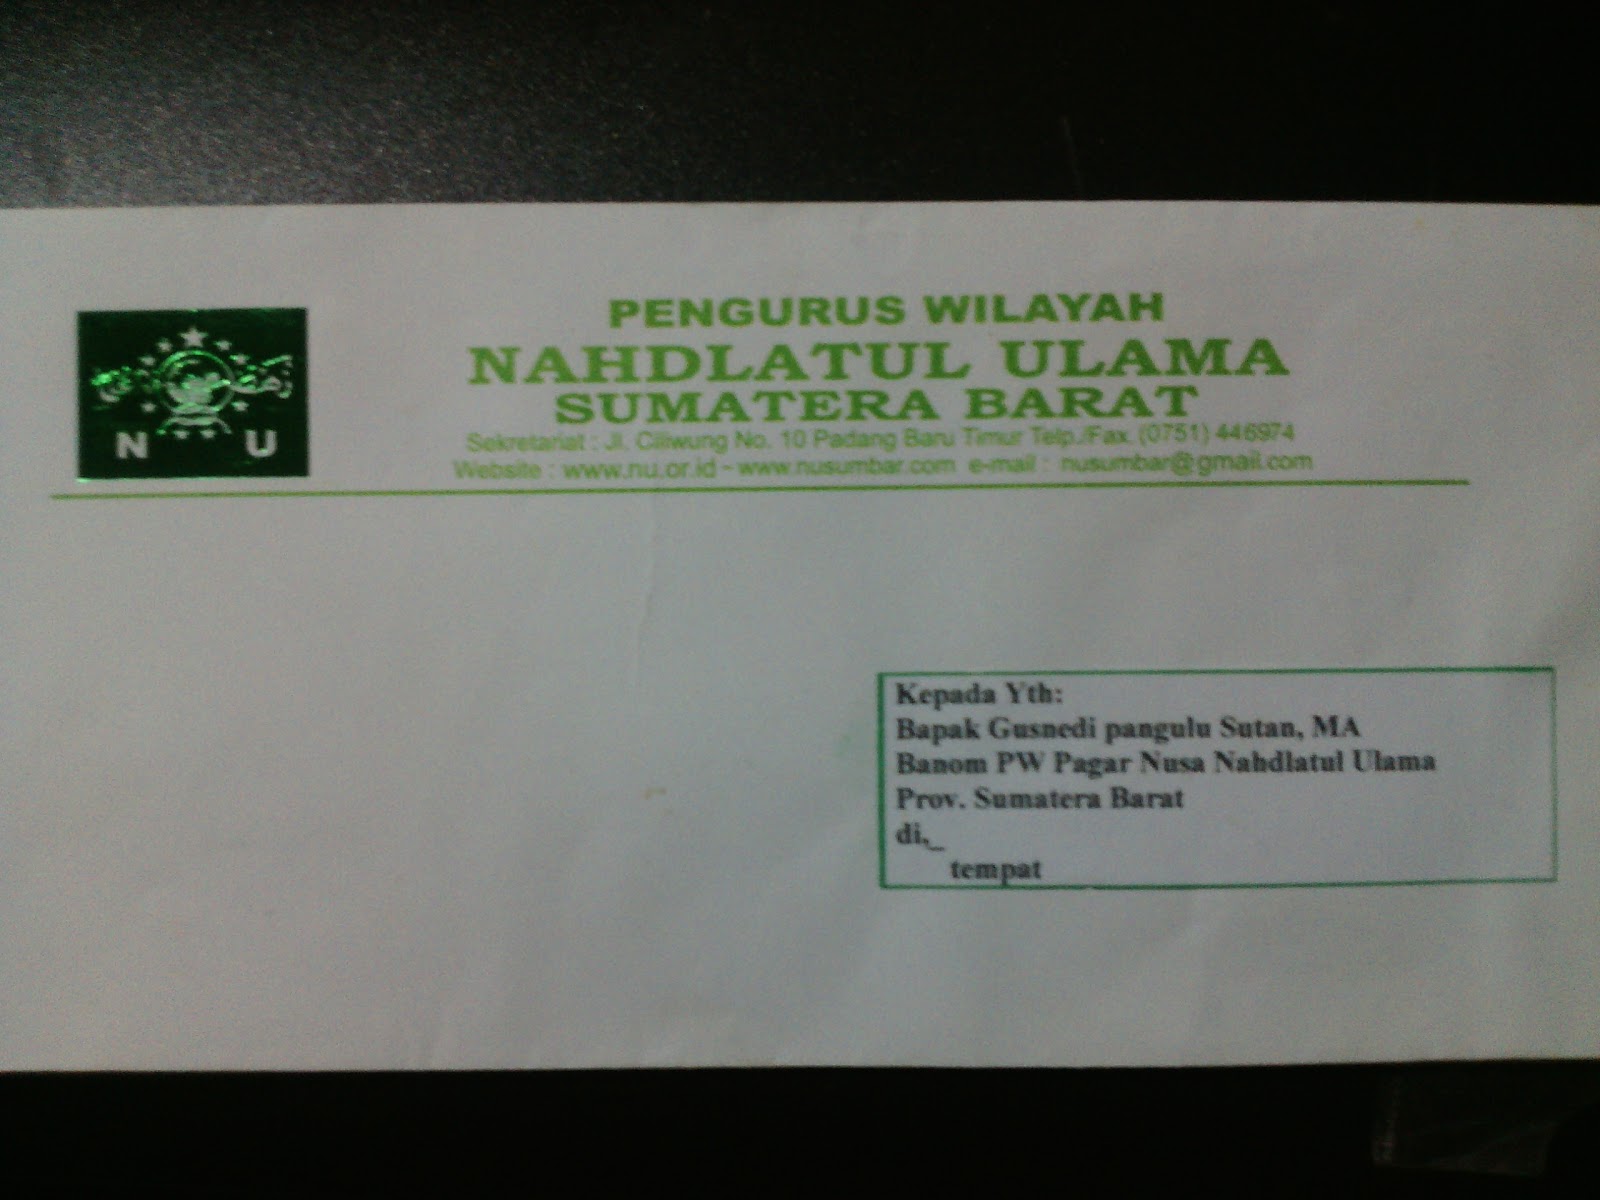 PENGURUS WILAYAH
NAHDLATUL ULAMA
SUMATERA BARAT
Sekretariat : Jl. Ciliwung No. 10 Padang Baru Timur Telp./Fax. (0751) 446974
Website : www.nu.or.id - www.nusumbar.com e-mail : nusumbar@gmail.com
N U
Kepada Yth:
Bapak Gusnedi pangulu Sutan, MA
Banom PW Pagar Nusa Nahdlatul Ulama
Prov. Sumatera Barat
di,_
tempat